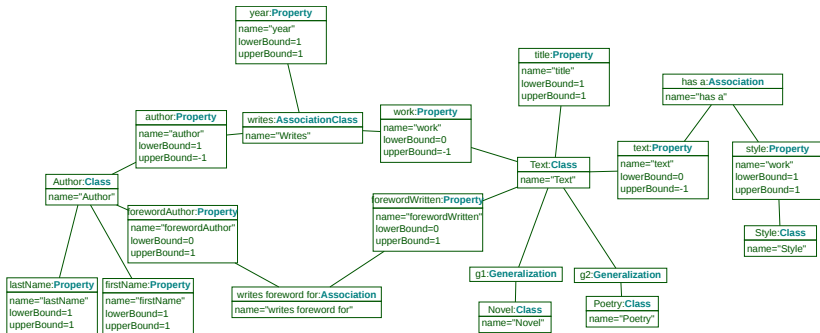 year:Property
name="year"
lowerBound=1
upperBound=1
title:Property
name="title"
lowerBound=1
upperBound=1
has a:Association
name="has a"
author:Property
name="author"
lowerBound=1
upperBound=-1
writes:AssociationClass
name="Writes"
work:Property
name="work"
lowerBound=0
upperBound=-1
text:Property
name="text"
lowerBound=0
upperBound=-1
style:Property
name="work"
lowerBound=1
upperBound=1
Text:Class
name="Text"
Author:Class
name="Author"
forewordAuthor:Property
name="forewordAuthor"
lowerBound=0
upperBound=1
forewordWritten:Property
name="forewordWritten"
lowerBound=0
upperBound=1
Style:Class
name="Style"
lastName:Property
name="lastName"
lowerBound=1
upperBound=1
firstName:Property
name="firstName"
lowerBound=1
upperBound=1
writes foreword for:Association
name="writes foreword for"
g1:Generalization
g2:Generalization
Novel:Class
name="Novel"
Poetry:Class
name="Poetry"